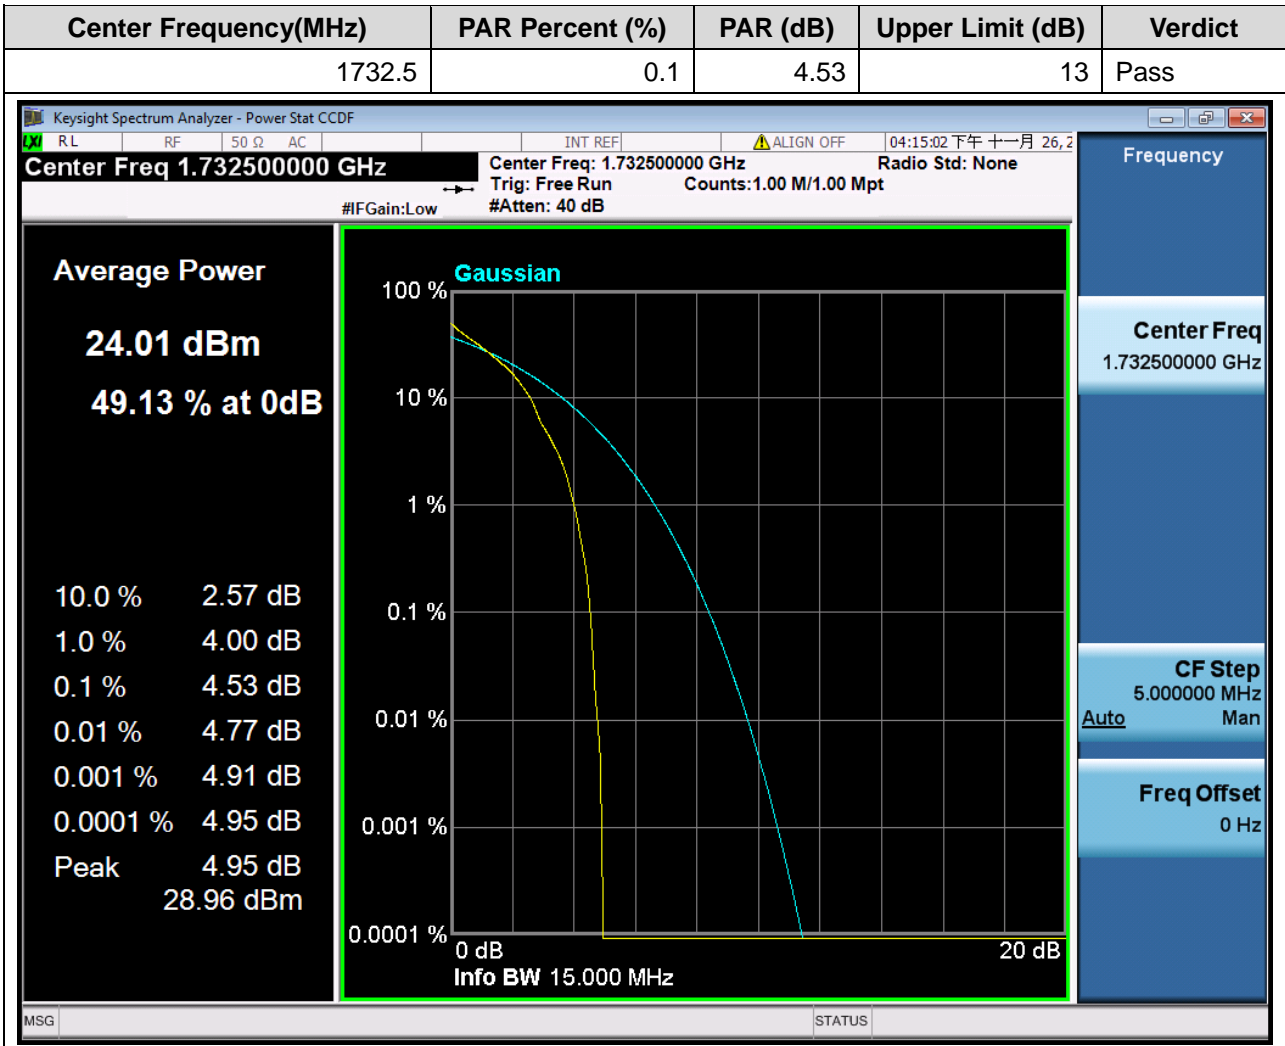 Center Frequency(MHz) PAR Percent (%) PAR (dB) Upper Limit (dB) Verdict
1732.5 0.1 4.53 13 Pass
Keysight Spectrum Analyzer - Power Stat CCDF
LXI RL RF 50 Ω AC INT REF ALIGN OFF 04:15:02 下午 十一月 26, 2
Center Freq 1.732500000 GHz
Center Freq: 1.732500000 GHz Radio Std: None
Trig: Free Run Counts:1.00 M/1.00 Mpt
#IFGain:Low #Atten: 40 dB
Average Power
24.01 dBm
49.13 % at 0dB
10.0 % 2.57 dB
1.0 % 4.00 dB
0.1 % 4.53 dB
0.01 % 4.77 dB
0.001 % 4.91 dB
0.0001 % 4.95 dB
Peak 4.95 dB
28.96 dBm
Gaussian
100 %
10 %
1 %
0.1 %
0.01 %
0.001 %
0.0001 %
0 dB 20 dB
Info BW 15.000 MHz
Frequency
Center Freq
1.732500000 GHz
CF Step
5.000000 MHz
Auto Man
Freq Offset
0 Hz
MSG STATUS